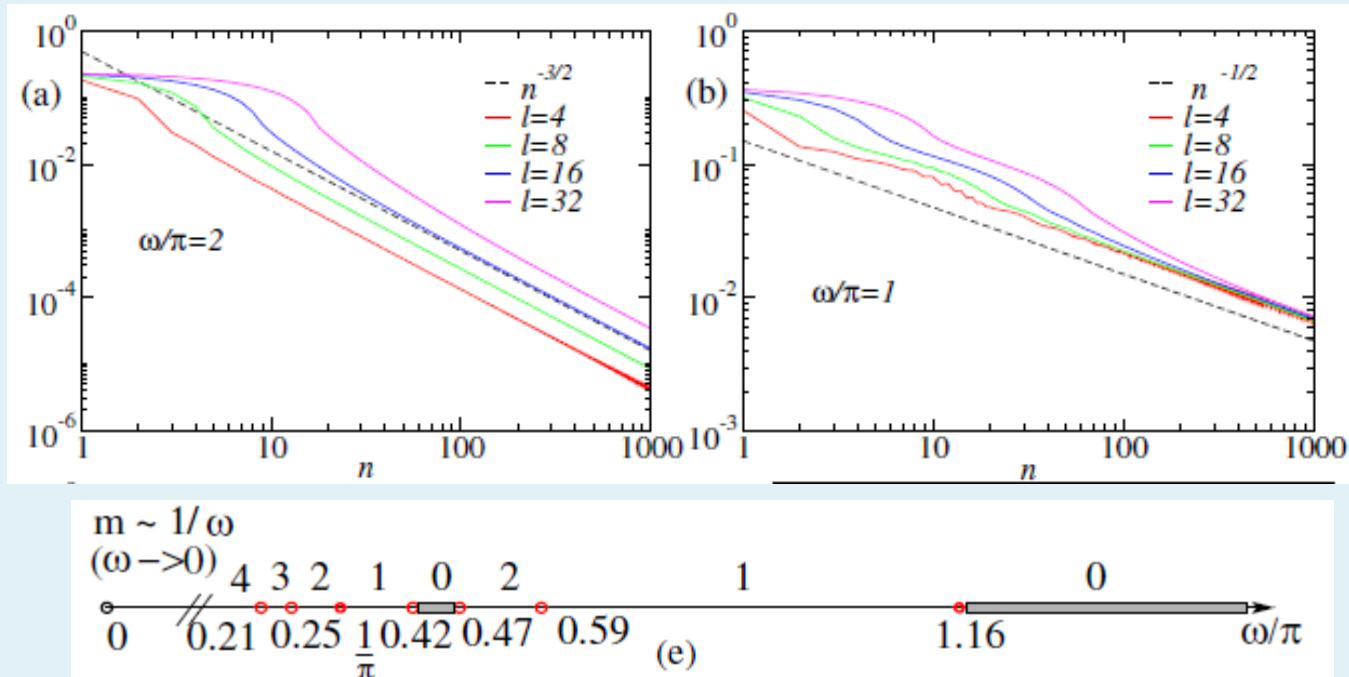 (a)
10^0
10^-2
10^-4
10^-6
1 10 100 1000
n
n^-3/2
l=4
l=8
l=16
l=32
ω/π=2
(b)
10^0
10^-1
10^-2
10^-3
1 10 100 1000
n
n^-1/2
l=4
l=8
l=16
l=32
ω/π=1
m ~ 1/ω
(ω->0)
4 3 2 1 0 2 1 0
0 0.21 0.25 1/π 0.42 0.47 0.59 1.16 ω/π
(e)